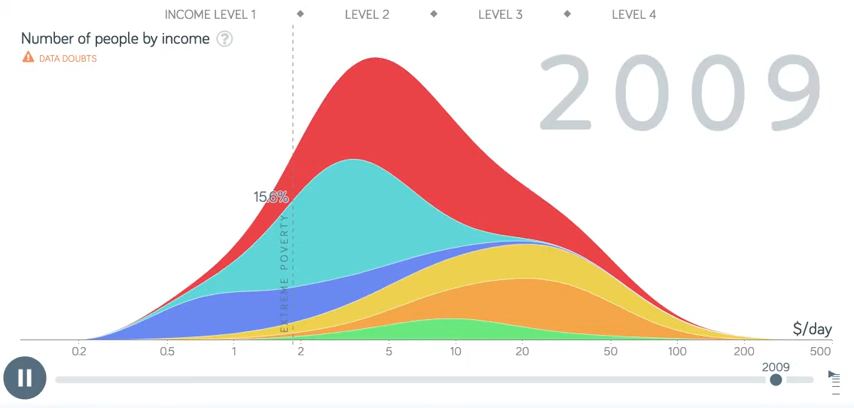 INCOME LEVEL 1 ◆ LEVEL 2 ◆ LEVEL 3 ◆ LEVEL 4
Number of people by income ?
DATA DOUBTS
2009
15.6%
EXTREME POVERTY
$/day
0.2 0.5 1 2 5 10 20 50 100 200 500
2009